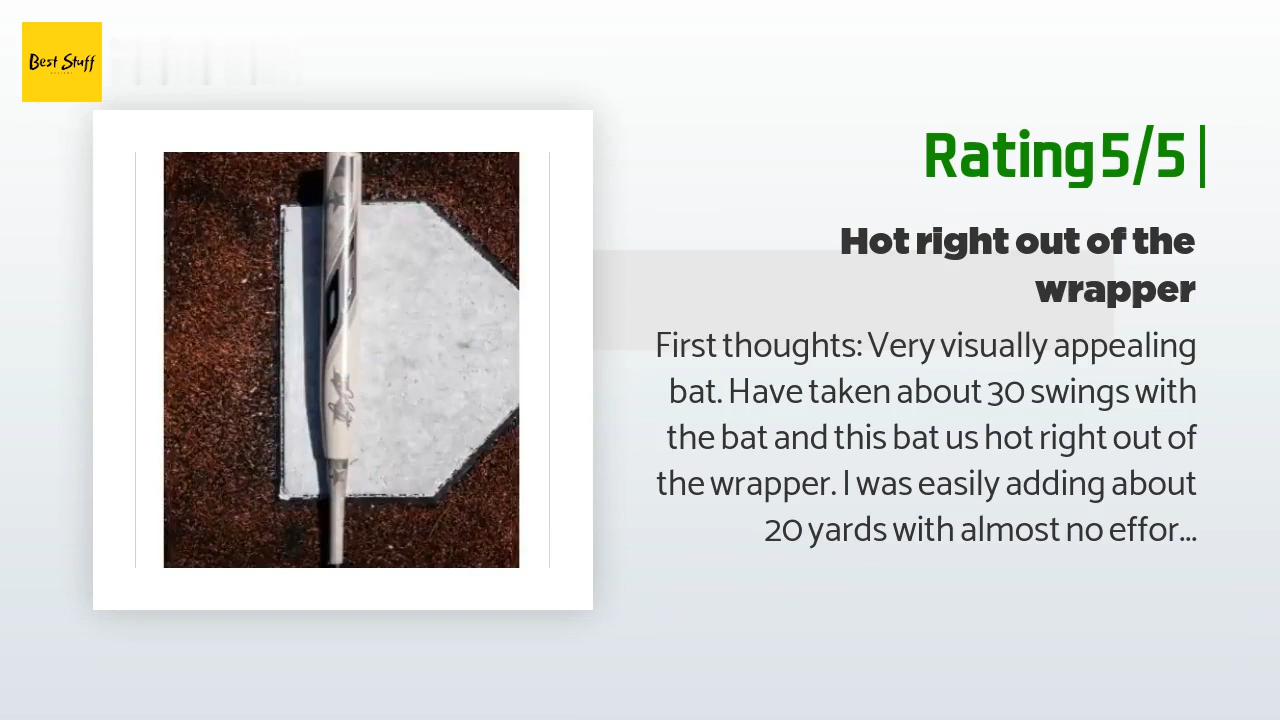 Best Stuff
Rating 5/5 |
Hot right out of the
wrapper
First thoughts: Very visually appealing
bat. Have taken about 30 swings with
the bat and this bat us hot right out of
the wrapper. I was easily adding about
20 yards with almost no effor...